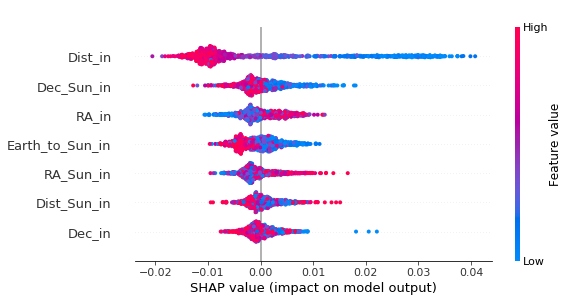 High
Dist_in
Dec_Sun_in
RA_in
Earth_to_Sun_in
RA_Sun_in
Dist_Sun_in
Dec_in
Feature value
Low
−0.02 −0.01 0.00 0.01 0.02 0.03 0.04
SHAP value (impact on model output)